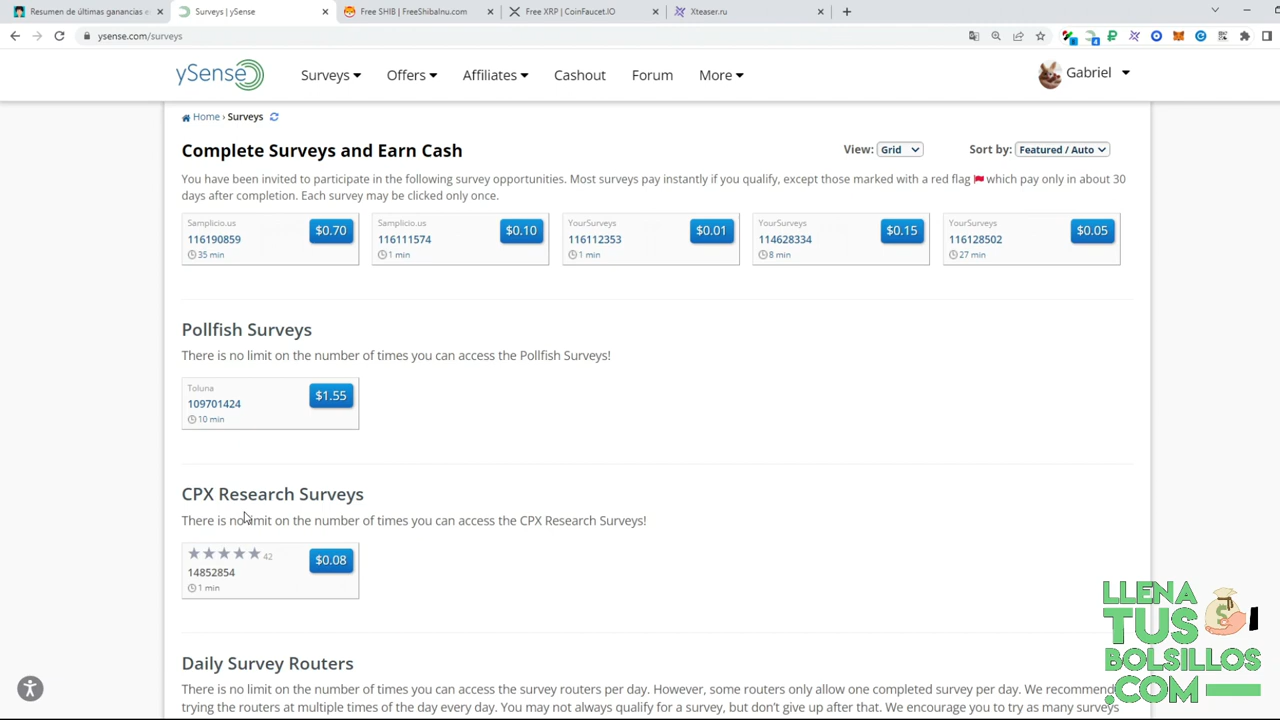 Resumen de últimas ganancias e
Surveys | ySense
Free SHIB | FreeShibaInu.com
Free XRP | CoinFaucet.IO
Xteaser.ru
ysense.com/surveys
ySense
Surveys
Offers
Affiliates
Cashout
Forum
More
Gabriel
Home › Surveys
Complete Surveys and Earn Cash
View: Grid
Sort by: Featured / Auto
You have been invited to participate in the following survey opportunities. Most surveys pay instantly if you qualify, except those marked with a red flag which pay only in about 30
days after completion. Each survey may be clicked only once.
Samplicio.us
116190859
35 min
$0.70
Samplicio.us
116111574
1 min
$0.10
YourSurveys
116112353
1 min
$0.01
YourSurveys
114628334
8 min
$0.15
YourSurveys
116128502
27 min
$0.05
Pollfish Surveys
There is no limit on the number of times you can access the Pollfish Surveys!
Toluna
109701424
10 min
$1.55
CPX Research Surveys
There is no limit on the number of times you can access the CPX Research Surveys!
42
14852854
1 min
$0.08
Daily Survey Routers
There is no limit on the number of times you can access the survey routers per day. However, some routers only allow one completed survey per day. We recommend
trying the routers at multiple times of the day every day. You may not always qualify for a survey, but don't give up after that. We encourage you to try as many surveys
LLENA
TUS
BOLSILLOS
.COM